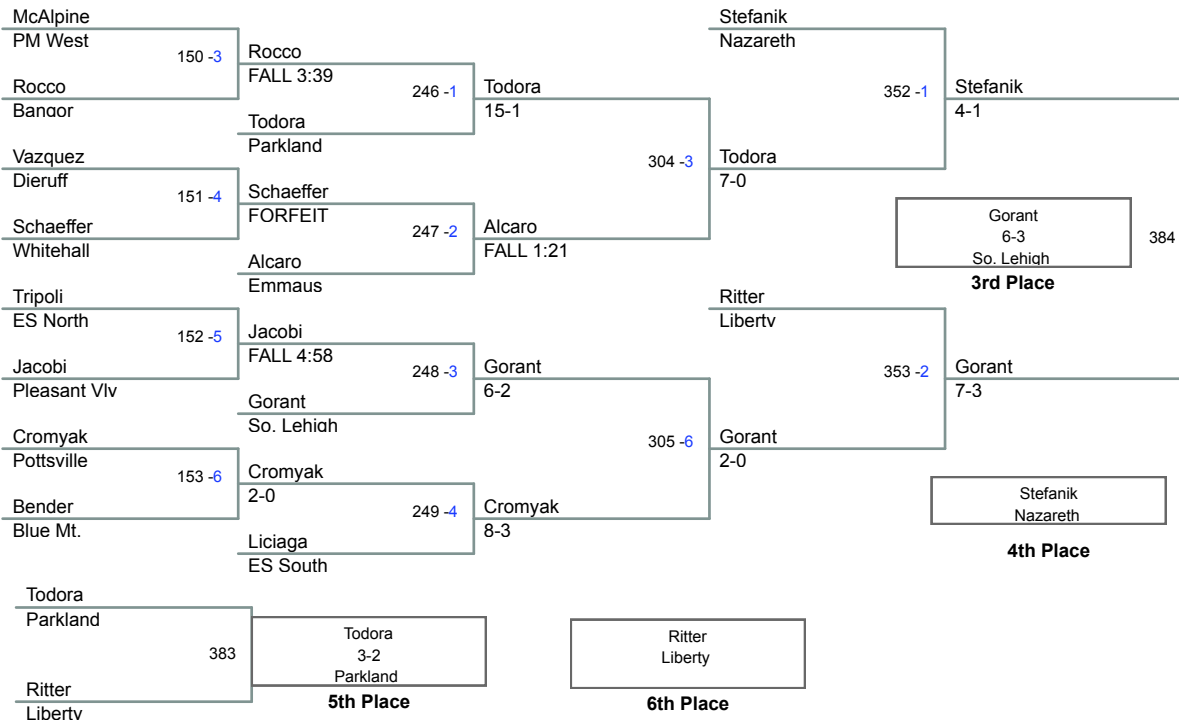 McAlpine
PM West
150 -3
Rocco
Bangor
Vazquez
Dieruff
151 -4
Schaeffer
Whitehall
Tripoli
ES North
152 -5
Jacobi
Pleasant Vlv
Cromyak
Pottsville
153 -6
Bender
Blue Mt.
Rocco
FALL 3:39
246 -1
Todora
Parkland
Schaeffer
FORFEIT
247 -2
Alcaro
Emmaus
Jacobi
FALL 4:58
248 -3
Gorant
So. Lehigh
Cromyak
2-0
249 -4
Liciaga
ES South
Todora
15-1
304 -3
Alcaro
FALL 1:21
Gorant
6-2
305 -6
Cromyak
8-3
Stefanik
Nazareth
352 -1
Todora
7-0
Ritter
Liberty
353 -2
Gorant
2-0
Stefanik
4-1
Gorant
6-3
So. Lehigh
384
3rd Place
Gorant
7-3
Stefanik
Nazareth
4th Place
Todora
Parkland
383
Ritter
Liberty
Todora
3-2
Parkland
5th Place
Ritter
Liberty
6th Place